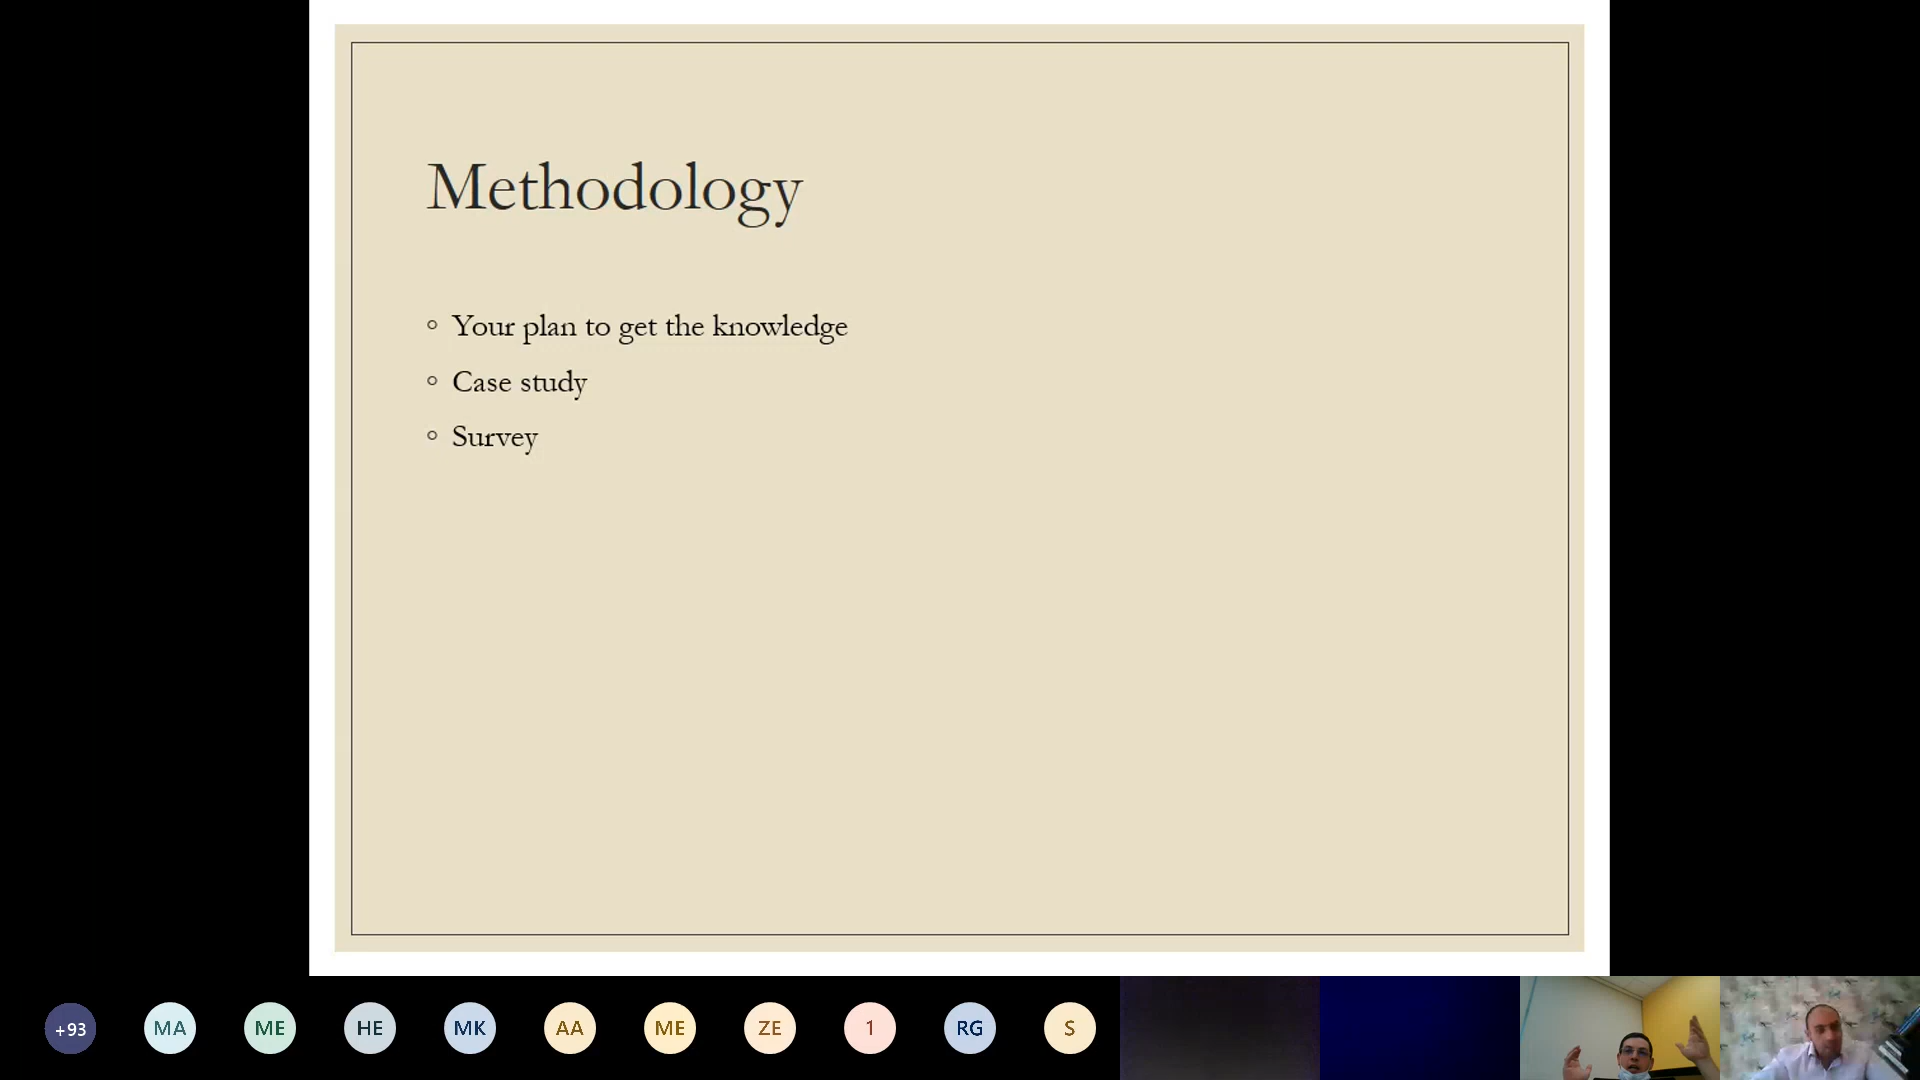 Methodology
Your plan to get the knowledge
Case study
Survey
+93
MA
ME
HE
MK
AA
ME
ZE
1
RG
S